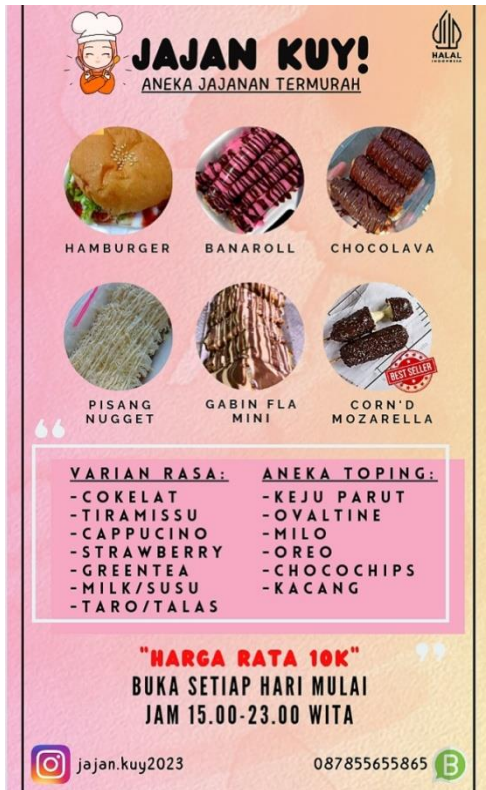 JAJAN KUY!
ANEKA JAJANAN TERMURAH
HALAL
INDONESIA
HAMBURGER
BANAROLL
CHOCOLAVA
BEST SELLER
PISANG
NUGGET
GABIN FLA
MINI
CORN'D
MOZARELLA
“
VARIAN RASA:
-COKELAT
-TIRAMISSU
-CAPPUCINO
-STRAWBERRY
-GREENTEA
-MILK/SUSU
-TARO/TALAS
ANEKA TOPING:
-KEJU PARUT
-OVALTINE
-MILO
-OREO
-CHOCOCHIPS
-KACANG
”
"HARGA RATA 10K"
BUKA SETIAP HARI MULAI
JAM 15.00-23.00 WITA
jajan.kuy2023
087855655865
B